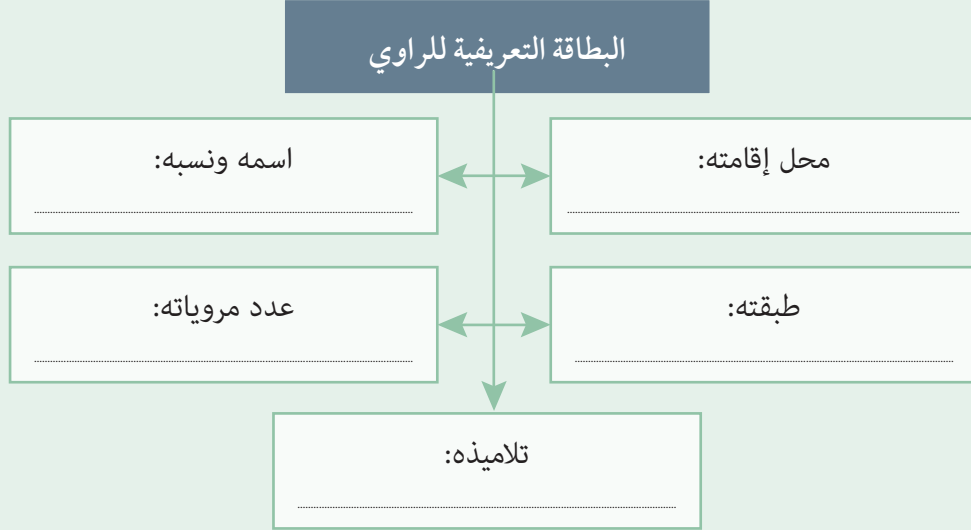 البطاقة التعريفية للراوي
محل إقامته:
اسمه ونسبه:
طبقته:
عدد مروياته:
تلاميذه: